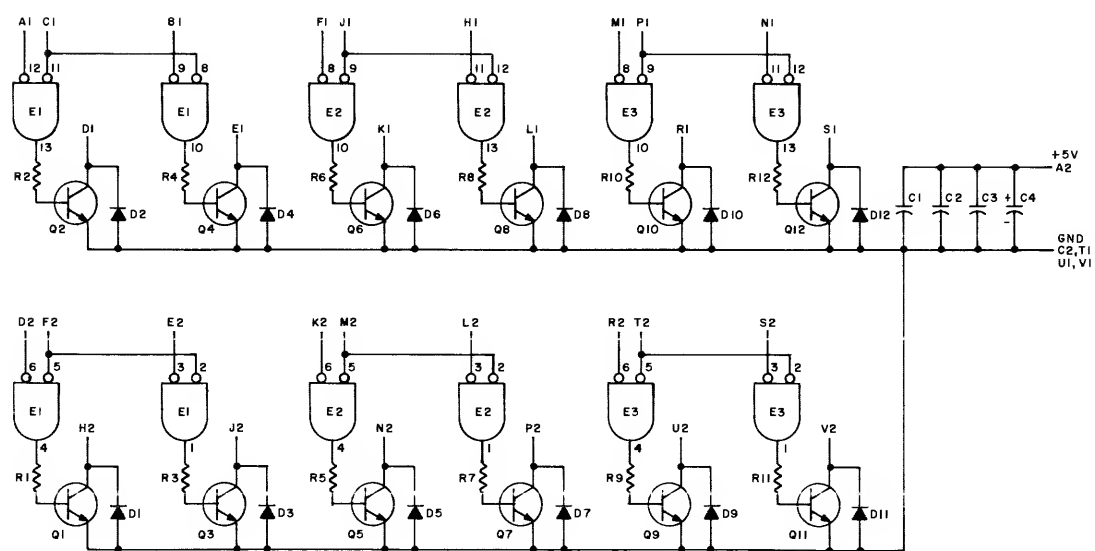 A1 C1 B1 F1 J1 H1 M1 P1 N1
12 11 9 8 8 9 11 12 8 9 11 12
E1 E1 E2 E2 E3 E3
13 D1 10 E1 10 K1 13 L1 10 R1 13 S1
R2 R4 R6 R8 R10 R12
+5V
A2
D2 D4 D6 D8 D10 D12 C1 C2 C3 + C4
-
Q2 Q4 Q6 Q8 Q10 Q12
GND
C2, T1
U1, V1
D2 F2 E2 K2 M2 L2 R2 T2 S2
6 5 3 2 6 5 3 2 6 5 3 2
E1 E1 E2 E2 E3 E3
4 H2 1 J2 4 N2 1 P2 4 U2 1 V2
R1 R3 R5 R7 R9 R11
D1 D3 D5 D7 D9 D11
Q1 Q3 Q5 Q7 Q9 Q11